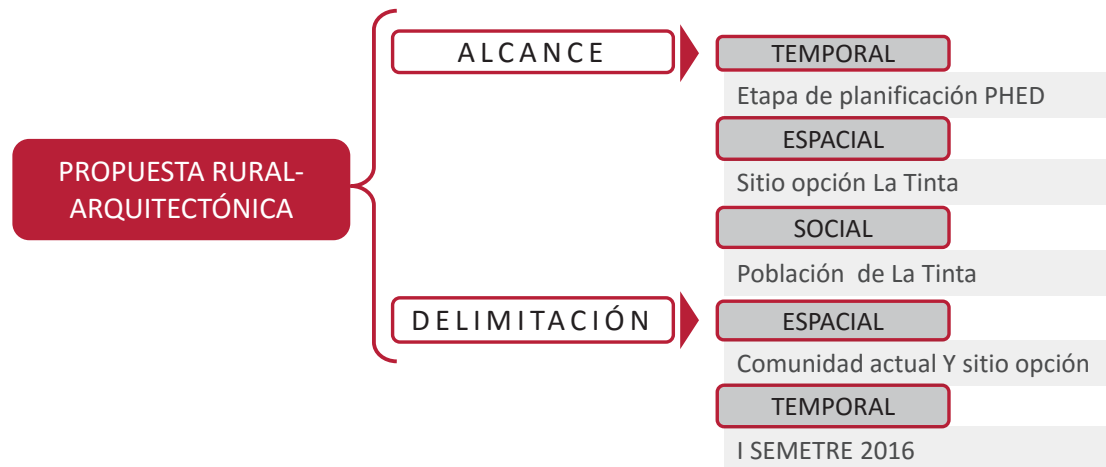 PROPUESTA RURAL-
ARQUITECTÓNICA
ALCANCE
TEMPORAL
Etapa de planificación PHED
ESPACIAL
Sitio opción La Tinta
SOCIAL
Población de La Tinta
DELIMITACIÓN
ESPACIAL
Comunidad actual Y sitio opción
TEMPORAL
I SEMETRE 2016